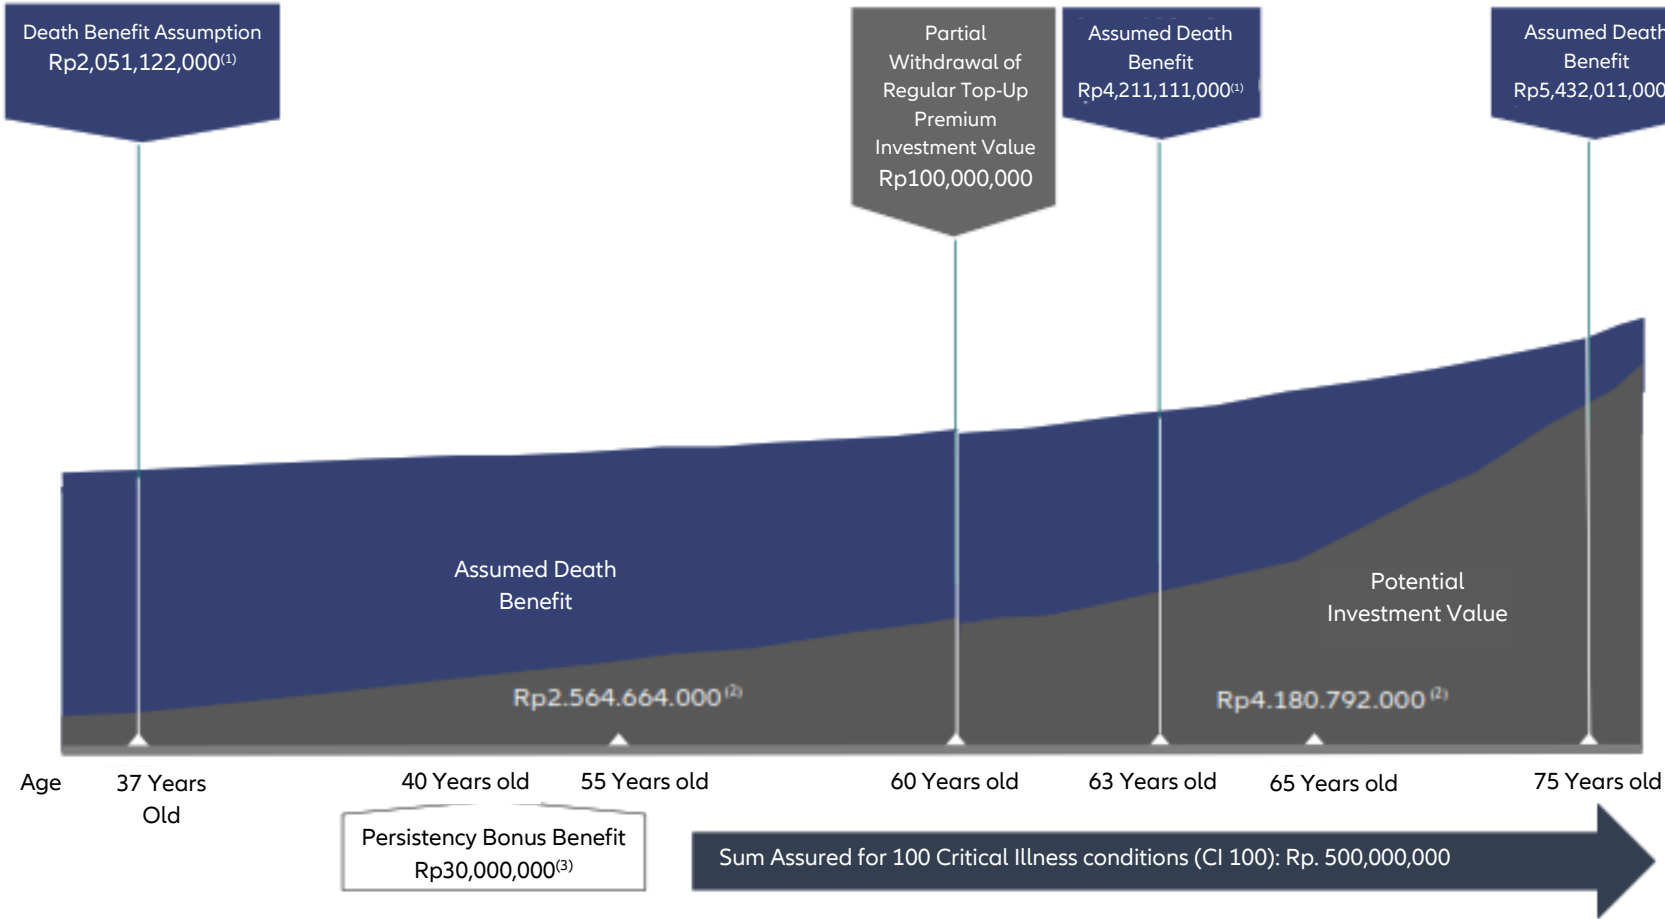 Death Benefit Assumption
Rp2,051,122,000(1)
Partial
Withdrawal of
Regular Top-Up
Premium
Investment Value
Rp100,000,000
Assumed Death
Benefit
Rp4,211,111,000(1)
Assumed Death
Benefit
Rp5,432,011,000
Assumed Death
Benefit
Potential
Investment Value
Rp2.564.664.000(2)
Rp4.180.792.000(2)
Age
37 Years
Old
40 Years old
55 Years old
60 Years old
63 Years old
65 Years old
75 Years old
Persistency Bonus Benefit
Rp30,000,000(3)
Sum Assured for 100 Critical Illness conditions (CI 100): Rp. 500,000,000